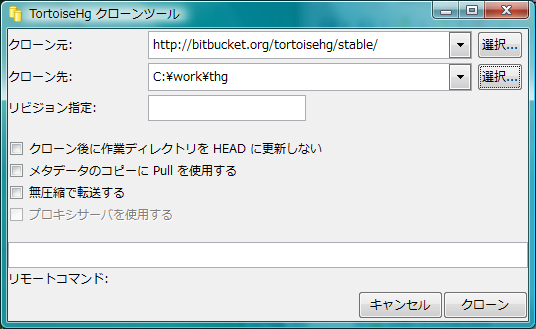 TortoiseHg クローンツール
クローン元: http://bitbucket.org/tortoisehg/stable/ 選択...
クローン先: C:¥work¥thg 選択...
リビジョン指定:
クローン後に作業ディレクトリを HEAD に更新しない
メタデータのコピーに Pull を使用する
無圧縮で転送する
プロキシサーバを使用する
リモートコマンド:
キャンセル クローン